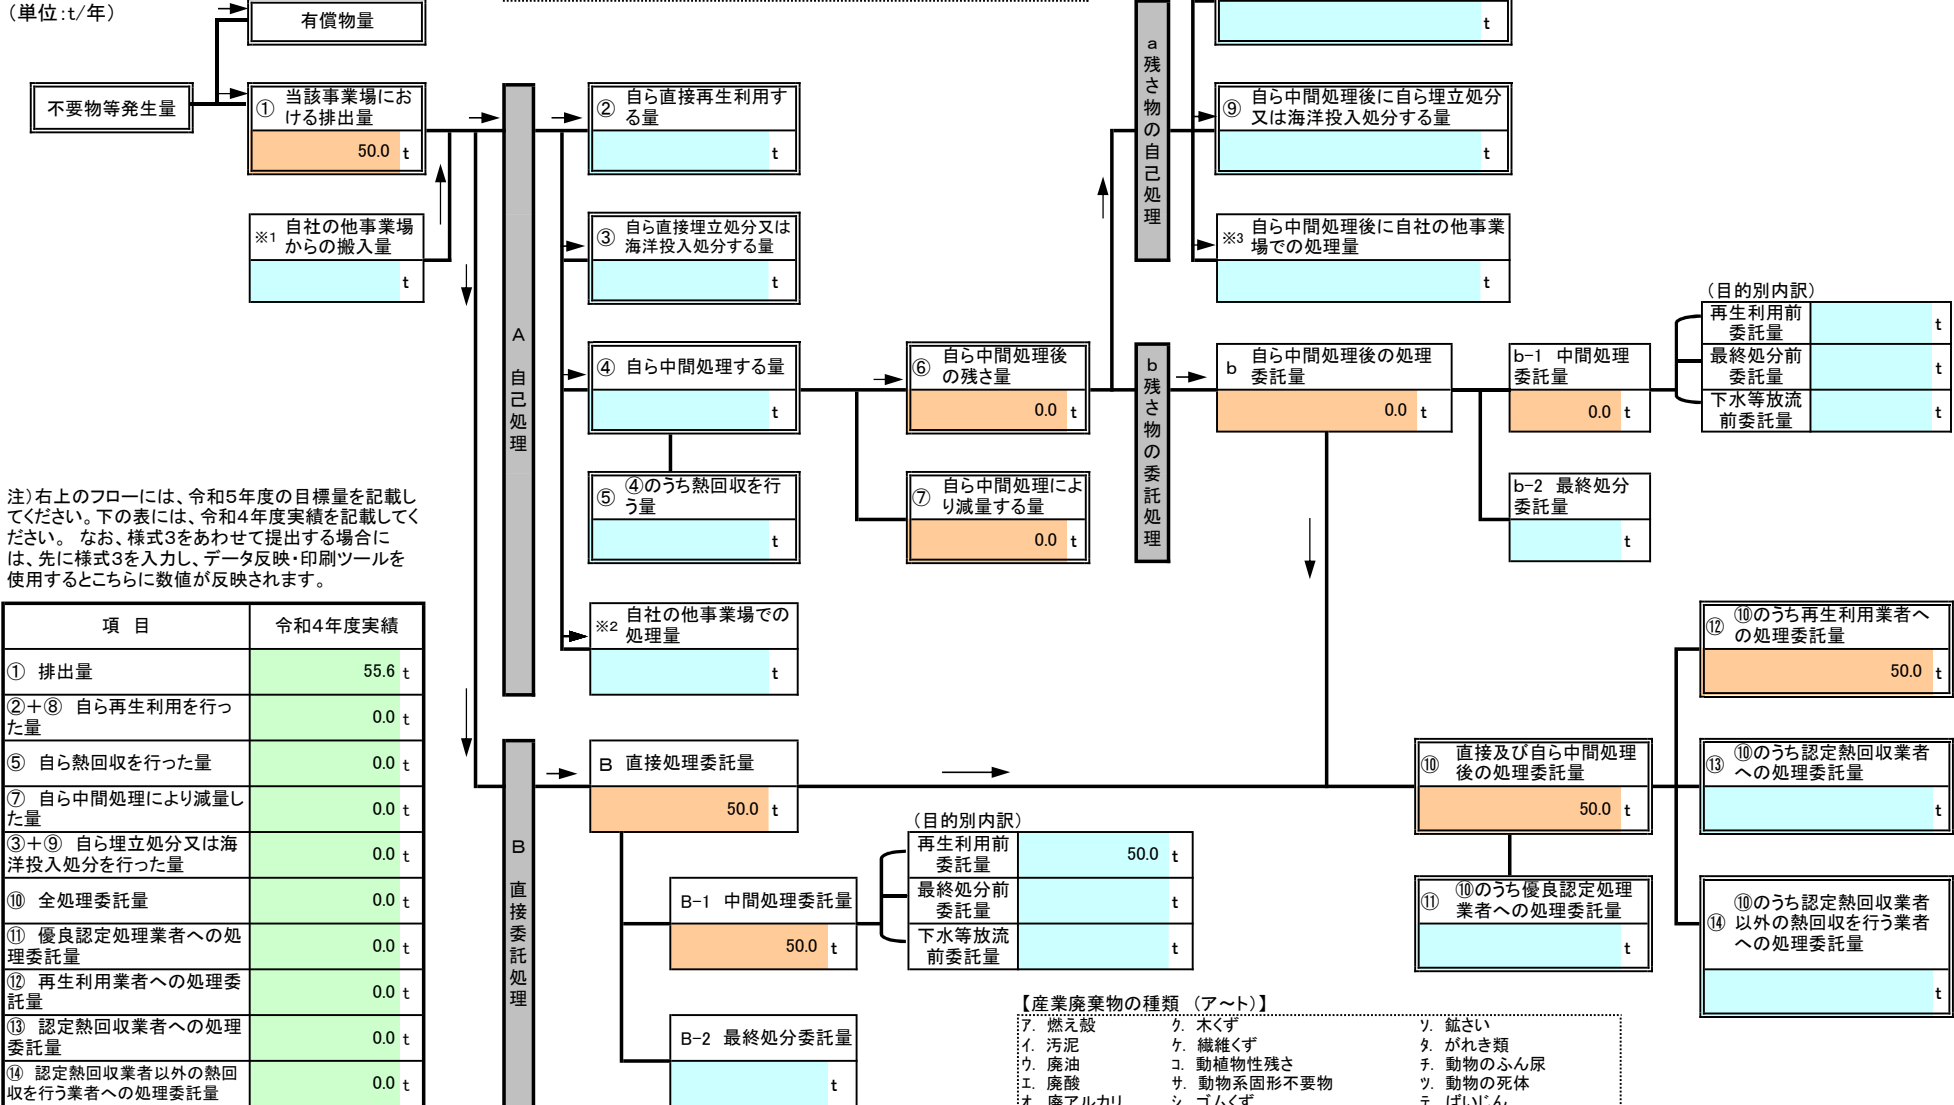 （単位：t/年）
有償物量
t
不要物等発生量
① 当該事業場にお
ける排出量
50.0 t
※1 自社の他事業場
からの搬入量
t
A 自己処理
② 自ら直接再生利用す
る量
t
③ 自ら直接埋立処分又は
海洋投入処分する量
t
④ 自ら中間処理する量
t
⑤ ④のうち熱回収を行
う量
t
※2 自社の他事業場での
処理量
t
⑥ 自ら中間処理後
の残さ量
0.0 t
⑦ 自ら中間処理によ
り減量する量
0.0 t
a 残さ物の自己処理
⑨ 自ら中間処理後に自ら埋立処分
又は海洋投入処分する量
t
※3 自ら中間処理後に自社の他事業
場での処理量
t
b 残さ物の委託処理
b 自ら中間処理後の処理
委託量
0.0 t
b-1 中間処理
委託量
0.0 t
b-2 最終処分
委託量
t
（目的別内訳）
再生利用前
委託量
t
最終処分前
委託量
t
下水等放流
前委託量
t
注）右上のフローには、令和５年度の目標量を記載し
てください。下の表には、令和４年度実績を記載してく
ださい。 なお、様式３をあわせて提出する場合に
は、先に様式３を入力し、データ反映・印刷ツールを
使用するとこちらに数値が反映されます。
項 目 令和４年度実績
① 排出量 55.6 t
②＋⑧ 自ら再生利用を行っ
た量 0.0 t
⑤ 自ら熱回収を行った量 0.0 t
⑦ 自ら中間処理により減量し
た量 0.0 t
③＋⑨ 自ら埋立処分又は海
洋投入処分を行った量 0.0 t
⑩ 全処理委託量 0.0 t
⑪ 優良認定処理業者への処
理委託量 0.0 t
⑫ 再生利用業者への処理委
託量 0.0 t
⑬ 認定熱回収業者への処理
委託量 0.0 t
⑭ 認定熱回収業者以外の熱回
収を行う業者への処理委託量 0.0 t
B 直接委託処理
B 直接処理委託量
50.0 t
B-1 中間処理委託量
50.0 t
B-2 最終処分委託量
t
（目的別内訳）
再生利用前
委託量
50.0 t
最終処分前
委託量
t
下水等放流
前委託量
t
⑩ 直接及び自ら中間処理
後の処理委託量
50.0 t
⑪ ⑩のうち優良認定処理
業者への処理委託量
t
⑫ ⑩のうち再生利用業者へ
の処理委託量
50.0 t
⑬ ⑩のうち認定熱回収業者
への処理委託量
t
⑭ ⑩のうち認定熱回収業者
以外の熱回収を行う業者
への処理委託量
t
【産業廃棄物の種類 （ア～ト）】
ア. 燃え殻 ク. 木くず ソ. 鉱さい
イ. 汚泥 ケ. 繊維くず タ. がれき類
ウ. 廃油 コ. 動植物性残さ チ. 動物のふん尿
エ. 廃酸 サ. 動物系固形不要物 ツ. 動物の死体
オ. 廃アルカリ シ. ゴムくず テ. ばいじん